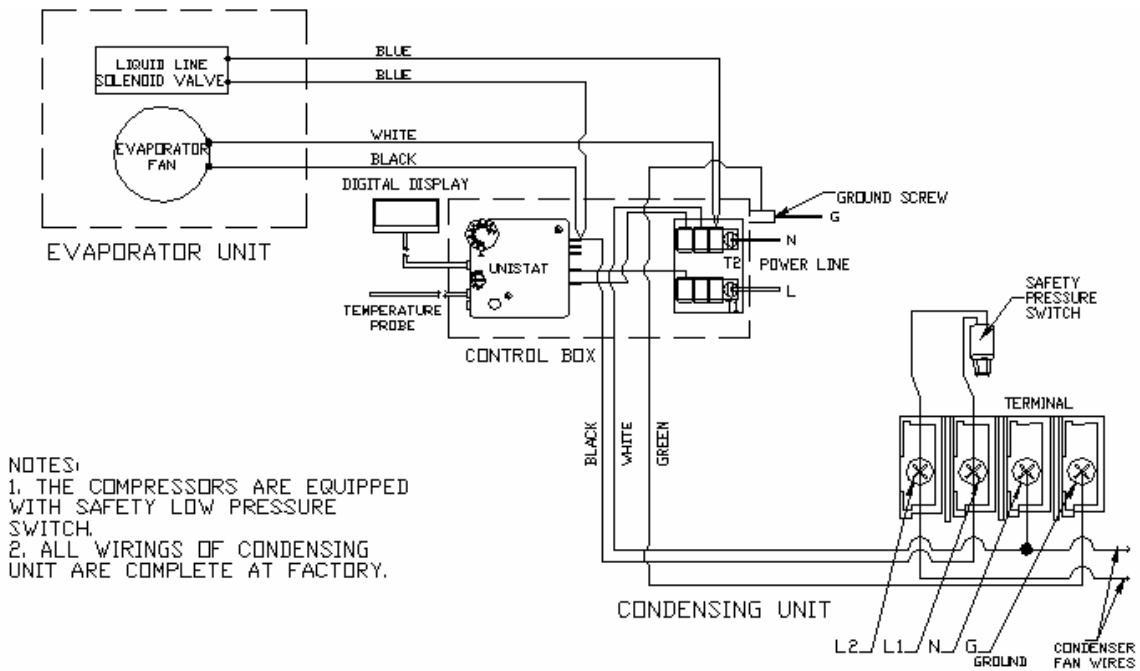 BLUE
LIQUID LINE
SOLENOID VALVE
BLUE
WHITE
EVAPORATOR
FAN
BLACK
DIGITAL DISPLAY
EVAPORATOR UNIT
GROUND SCREW
G
N
T2
POWER LINE
UNISTAT
L
TEMPERATURE
PROBE
CONTROL BOX
SAFETY
PRESSURE
SWITCH
TERMINAL
BLACK
WHITE
GREEN
NOTES:
1. THE COMPRESSORS ARE EQUIPPED
WITH SAFETY LOW PRESSURE
SWITCH.
2. ALL WIRINGS OF CONDENSING
UNIT ARE COMPLETE AT FACTORY.
CONDENSING UNIT
L2 L1 N G
GROUND
CONDENSER
FAN WIRES